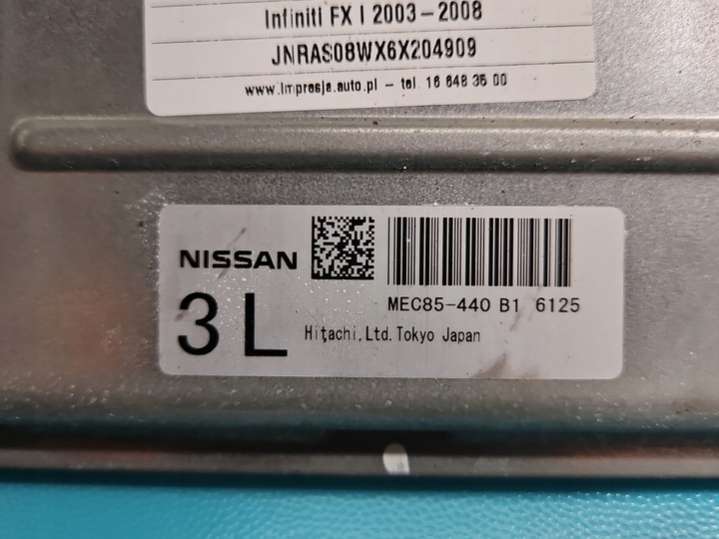 Infiniti FX I 2003-2008
JNRAS08WX6X204909
www.impresja.auto.pl - tel. 16 648 35 00
NISSAN
MEC85-440 B1 6125
3L
Hitachi,Ltd.Tokyo Japan